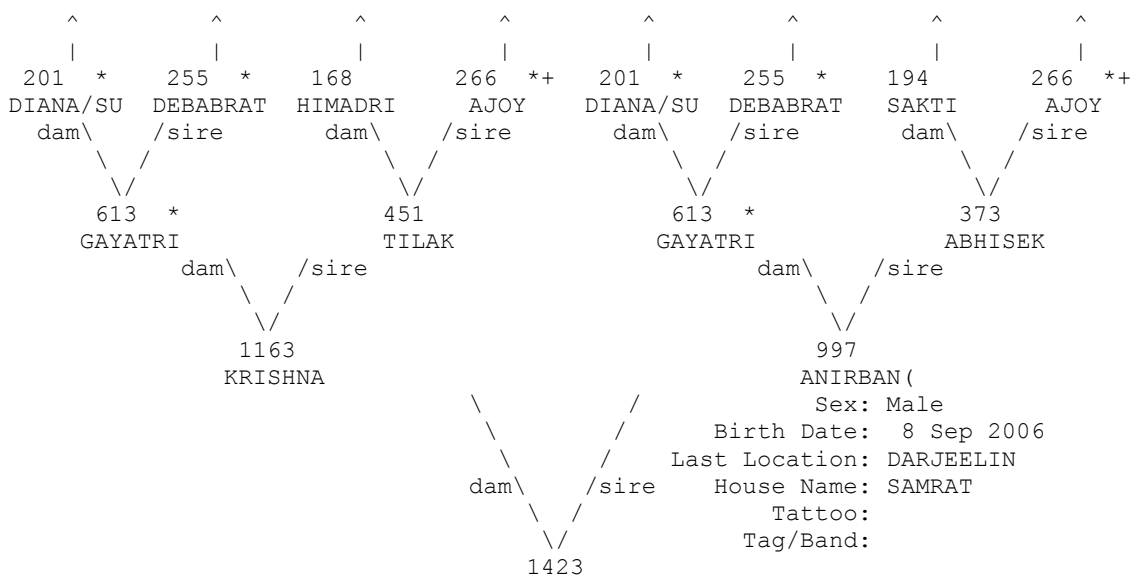 ^ ^ ^ ^ ^ ^ ^ ^
| | | | | | | |
201 * 255 * 168 266 *+ 201 * 255 * 194 266 *+
DIANA/SU DEBABRAT HIMADRI AJOY DIANA/SU DEBABRAT SAKTI AJOY
dam\ /sire dam\ /sire dam\ /sire dam\ /sire
\ / \ / \ / \ /
\/ \/ \/ \/
613 * 451 613 * 373
GAYATRI TILAK GAYATRI ABHISEK
dam\ /sire dam\ /sire
\ / \ /
\/ \/
1163 997
KRISHNA ANIRBAN(
\ / Sex: Male
\ / Birth Date: 8 Sep 2006
\ / Last Location: DARJEELIN
dam\ /sire House Name: SAMRAT
\ / Tattoo:
\/ Tag/Band:
1423